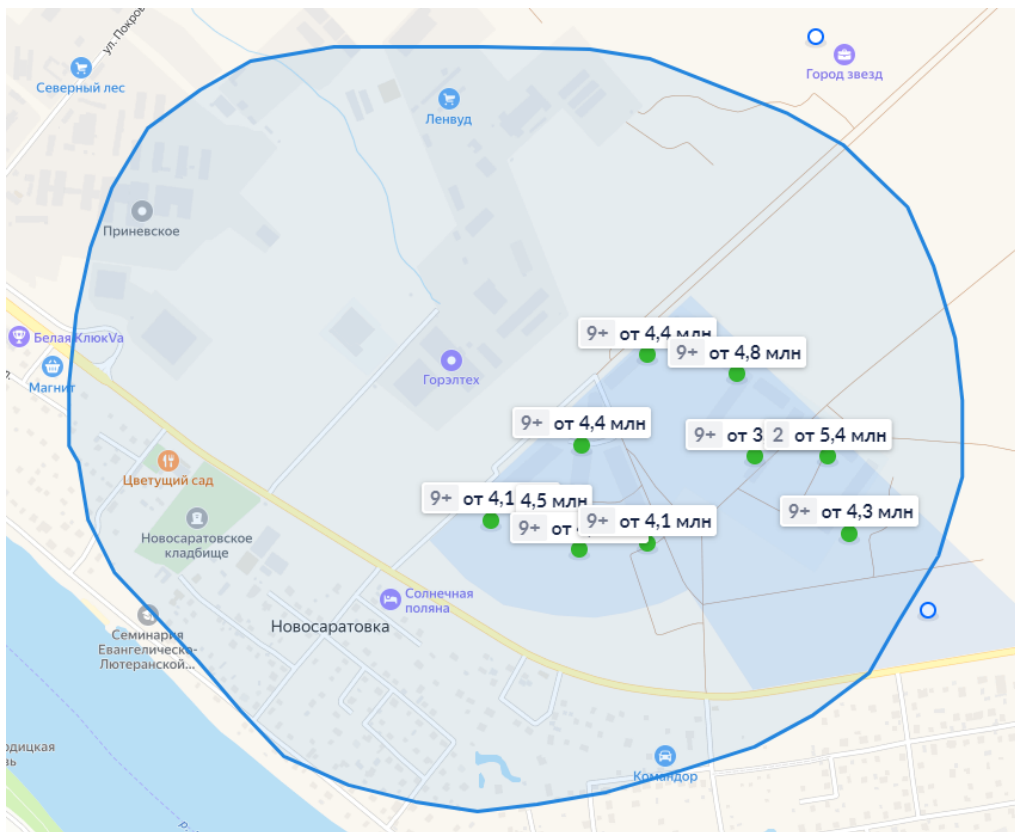 ул. Покров
Северный лес
Ленвуд
Город звезд
Приневское
Белая КлюкVa
Магнит
Горэлтех
9+ от 4,4 млн
9+ от 4,8 млн
9+ от 4,4 млн
9+ от 3
2 от 5,4 млн
Цветущий сад
9+ от 4,1
4,5 млн
9+ от
9+ от 4,1 млн
9+ от 4,3 млн
Новосаратовское
кладбище
Солнечная
поляна
Новосаратовка
Семинария
Евангелическо-
Лютеранской...
одицкая
вь
Командор